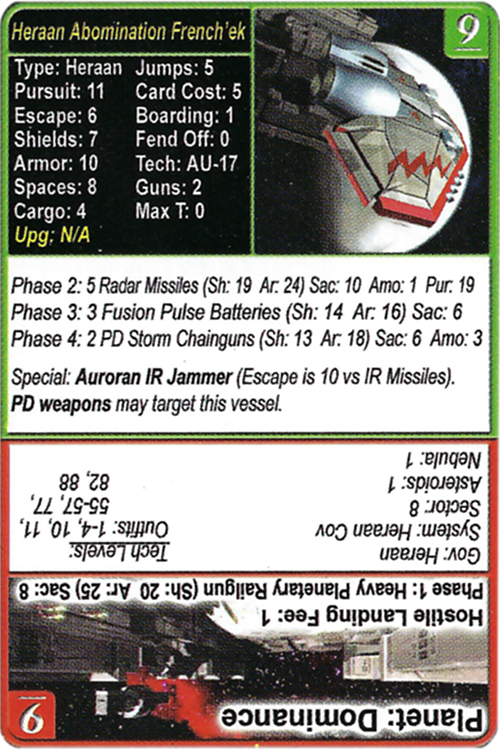 Heraan Abomination French'ek
9
Type: Heraan Jumps: 5
Pursuit: 11 Card Cost: 5
Escape: 6 Boarding: 1
Shields: 7 Fend Off: 0
Armor: 10 Tech: AU-17
Spaces: 8 Guns: 2
Cargo: 4 Max T: 0
Upg: N/A
Phase 2: 5 Radar Missiles (Sh: 19 Ar: 24) Sac: 10 Amo: 1 Pur: 19
Phase 3: 3 Fusion Pulse Batteries (Sh: 14 Ar: 16) Sac: 6
Phase 4: 2 PD Storm Chainguns (Sh: 13 Ar: 18) Sac: 6 Amo: 3
Special: Auroran IR Jammer (Escape is 10 vs IR Missiles).
PD weapons may target this vessel.
Planet: Dominance
6
Hostile Landing Fee: 1
Phase 1: Heavy Planetary Railgun (Sh: 20 Ar: 25) Sac: 8
Gov: Heraan
System: Heraan Cov
Sector: 8
Asteroids: 1
Nebula: 1
Tech Levels:
Outfits: 1-4, 10, 11,
55-57, 77,
82, 88